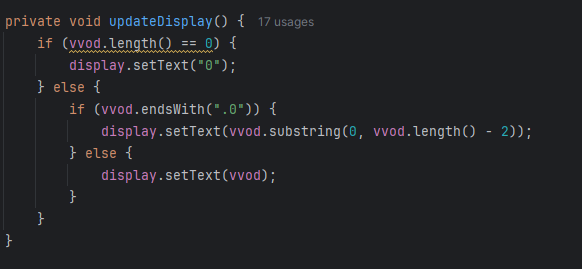 private void updateDisplay() { 17 usages
    if (vvod.length() == 0) {
        display.setText("0");
    } else {
        if (vvod.endsWith(".0")) {
            display.setText(vvod.substring(0, vvod.length() - 2));
        } else {
            display.setText(vvod);
        }
    }
}